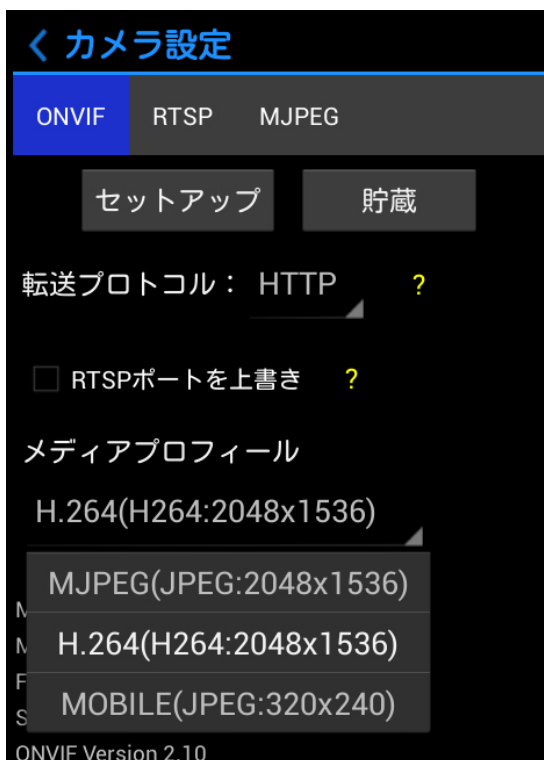 カメラ設定
ONVIF RTSP MJPEG
セットアップ 貯蔵
転送プロトコル： HTTP ?
RTSPポートを上書き ?
メディアプロフィール
H.264(H264:2048x1536)
MJPEG(JPEG:2048x1536)
H.264(H264:2048x1536)
MOBILE(JPEG:320x240)
ONVIF Version 2.10